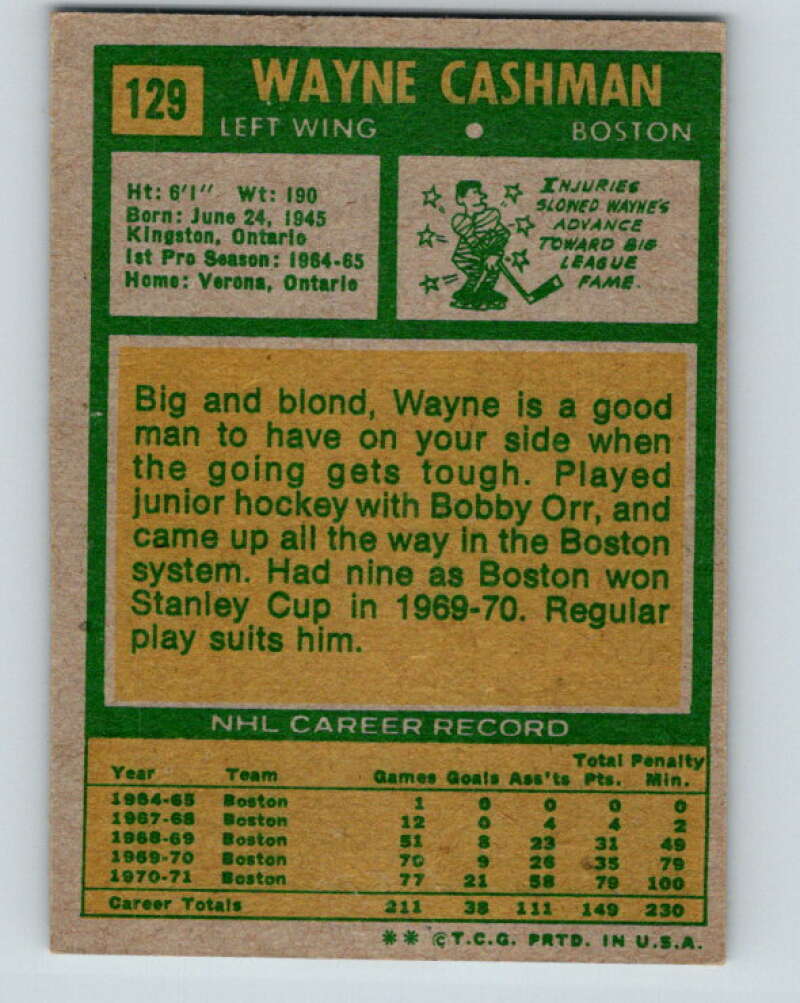 129
WAYNE CASHMAN
LEFT WING • BOSTON
Ht: 6'1" Wt: 190
Born: June 24, 1945
Kingston, Ontario
1st Pro Season: 1964-65
Home: Verona, Ontario
INJURIES
SLOWED WAYNE'S
ADVANCE
TOWARD BIG
LEAGUE
FAME.
Big and blond, Wayne is a good
man to have on your side when
the going gets tough. Played
junior hockey with Bobby Orr, and
came up all the way in the Boston
system. Had nine as Boston won
Stanley Cup in 1969-70. Regular
play suits him.
NHL CAREER RECORD
Year Team Games Goals Ass'ts Total Pts. Penalty Min.
1964-65 Boston 1 0 0 0 0
1967-68 Boston 12 0 4 4 2
1968-69 Boston 51 8 23 31 49
1969-70 Boston 70 9 26 35 79
1970-71 Boston 77 21 58 79 100
Career Totals 211 38 111 149 230
** © T.C.G. PRTD. IN U.S.A.